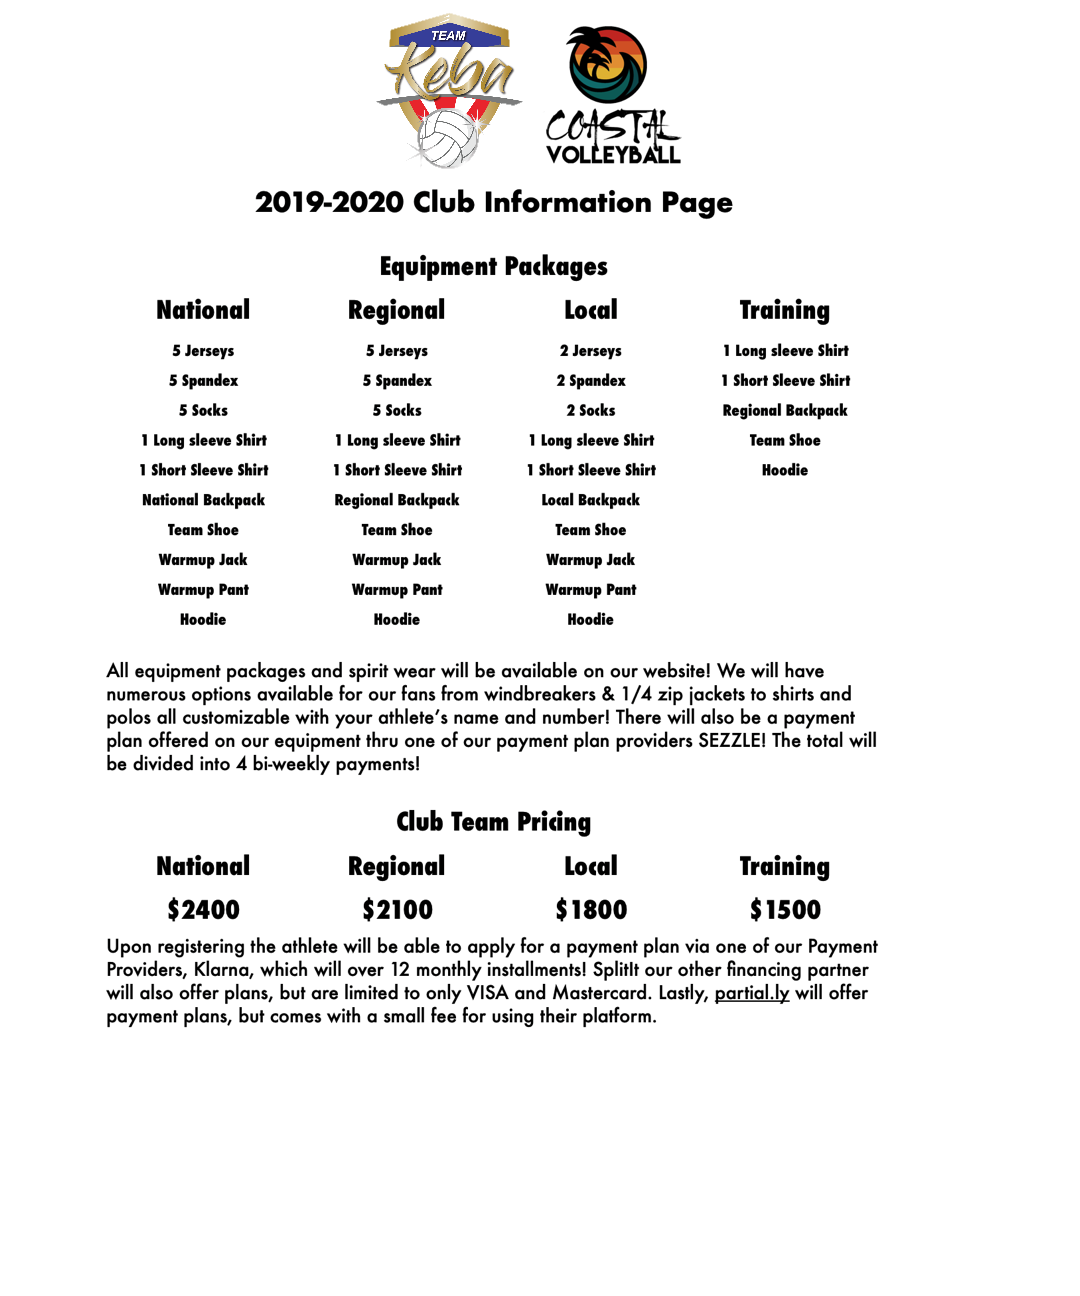 TEAM
Keba
COASTAL
VOLLEYBALL
2019-2020 Club Information Page
Equipment Packages
National Regional Local Training
5 Jerseys 5 Jerseys 2 Jerseys 1 Long sleeve Shirt
5 Spandex 5 Spandex 2 Spandex 1 Short Sleeve Shirt
5 Socks 5 Socks 2 Socks Regional Backpack
1 Long sleeve Shirt 1 Long sleeve Shirt 1 Long sleeve Shirt Team Shoe
1 Short Sleeve Shirt 1 Short Sleeve Shirt 1 Short Sleeve Shirt Hoodie
National Backpack Regional Backpack Local Backpack
Team Shoe Team Shoe Team Shoe
Warmup Jack Warmup Jack Warmup Jack
Warmup Pant Warmup Pant Warmup Pant
Hoodie Hoodie Hoodie
All equipment packages and spirit wear will be available on our website! We will have
numerous options available for our fans from windbreakers & 1/4 zip jackets to shirts and
polos all customizable with your athlete’s name and number! There will also be a payment
plan offered on our equipment thru one of our payment plan providers SEZZLE! The total will
be divided into 4 bi-weekly payments!
Club Team Pricing
National Regional Local Training
$2400 $2100 $1800 $1500
Upon registering the athlete will be able to apply for a payment plan via one of our Payment
Providers, Klarna, which will over 12 monthly installments! SplitIt our other financing partner
will also offer plans, but are limited to only VISA and Mastercard. Lastly, partial.ly will offer
payment plans, but comes with a small fee for using their platform.